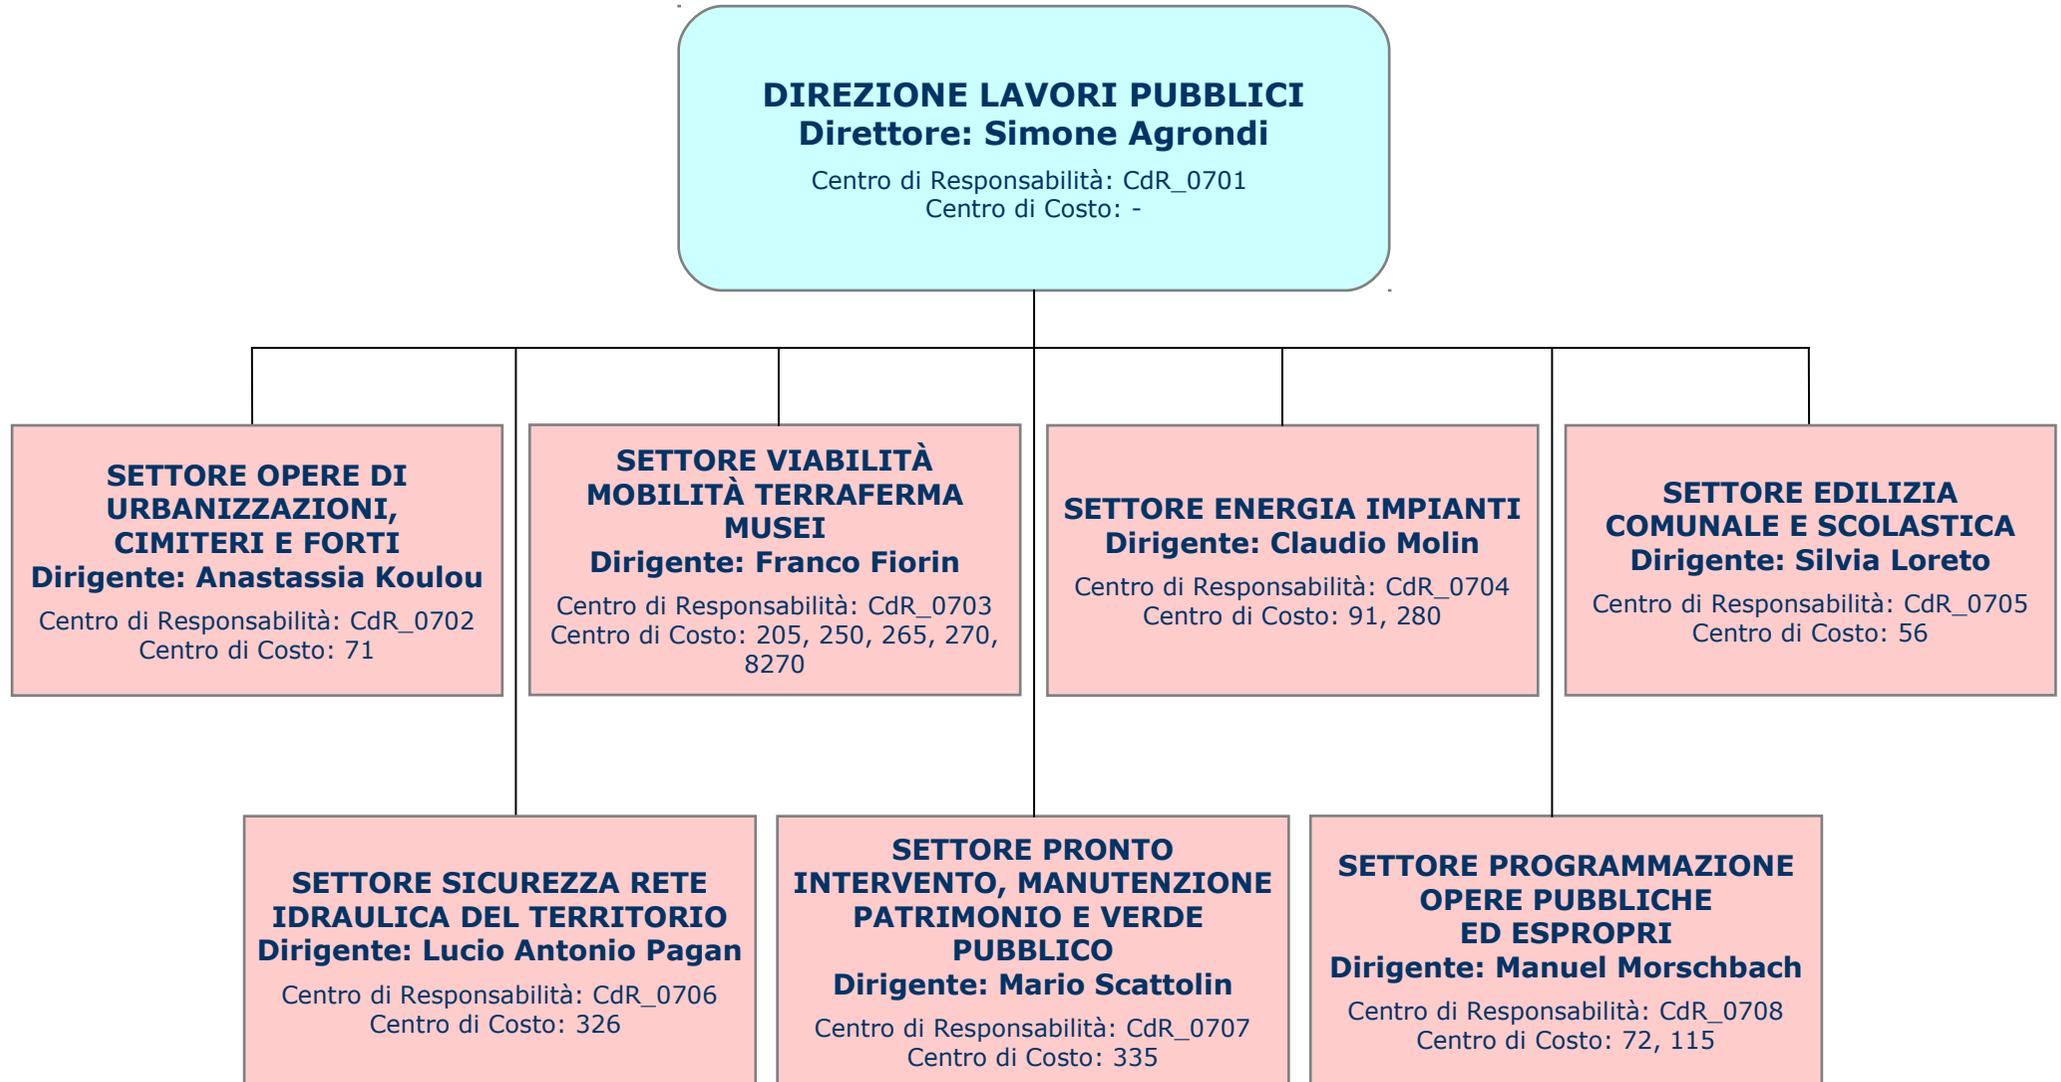 DIREZIONE LAVORI PUBBLICI
Direttore: Simone Agrondi
Centro di Responsabilità: CdR_0701
Centro di Costo: -
SETTORE OPERE DI
URBANIZZAZIONI,
CIMITERI E FORTI
Dirigente: Anastassia Koulou
Centro di Responsabilità: CdR_0702
Centro di Costo: 71
SETTORE VIABILITÀ
MOBILITÀ TERRAFERMA
MUSEI
Dirigente: Franco Fiorin
Centro di Responsabilità: CdR_0703
Centro di Costo: 205, 250, 265, 270,
8270
SETTORE ENERGIA IMPIANTI
Dirigente: Claudio Molin
Centro di Responsabilità: CdR_0704
Centro di Costo: 91, 280
SETTORE EDILIZIA
COMUNALE E SCOLASTICA
Dirigente: Silvia Loreto
Centro di Responsabilità: CdR_0705
Centro di Costo: 56
SETTORE SICUREZZA RETE
IDRAULICA DEL TERRITORIO
Dirigente: Lucio Antonio Pagan
Centro di Responsabilità: CdR_0706
Centro di Costo: 326
SETTORE PRONTO
INTERVENTO, MANUTENZIONE
PATRIMONIO E VERDE
PUBBLICO
Dirigente: Mario Scattolin
Centro di Responsabilità: CdR_0707
Centro di Costo: 335
SETTORE PROGRAMMAZIONE
OPERE PUBBLICHE
ED ESPROPRI
Dirigente: Manuel Morschbach
Centro di Responsabilità: CdR_0708
Centro di Costo: 72, 115